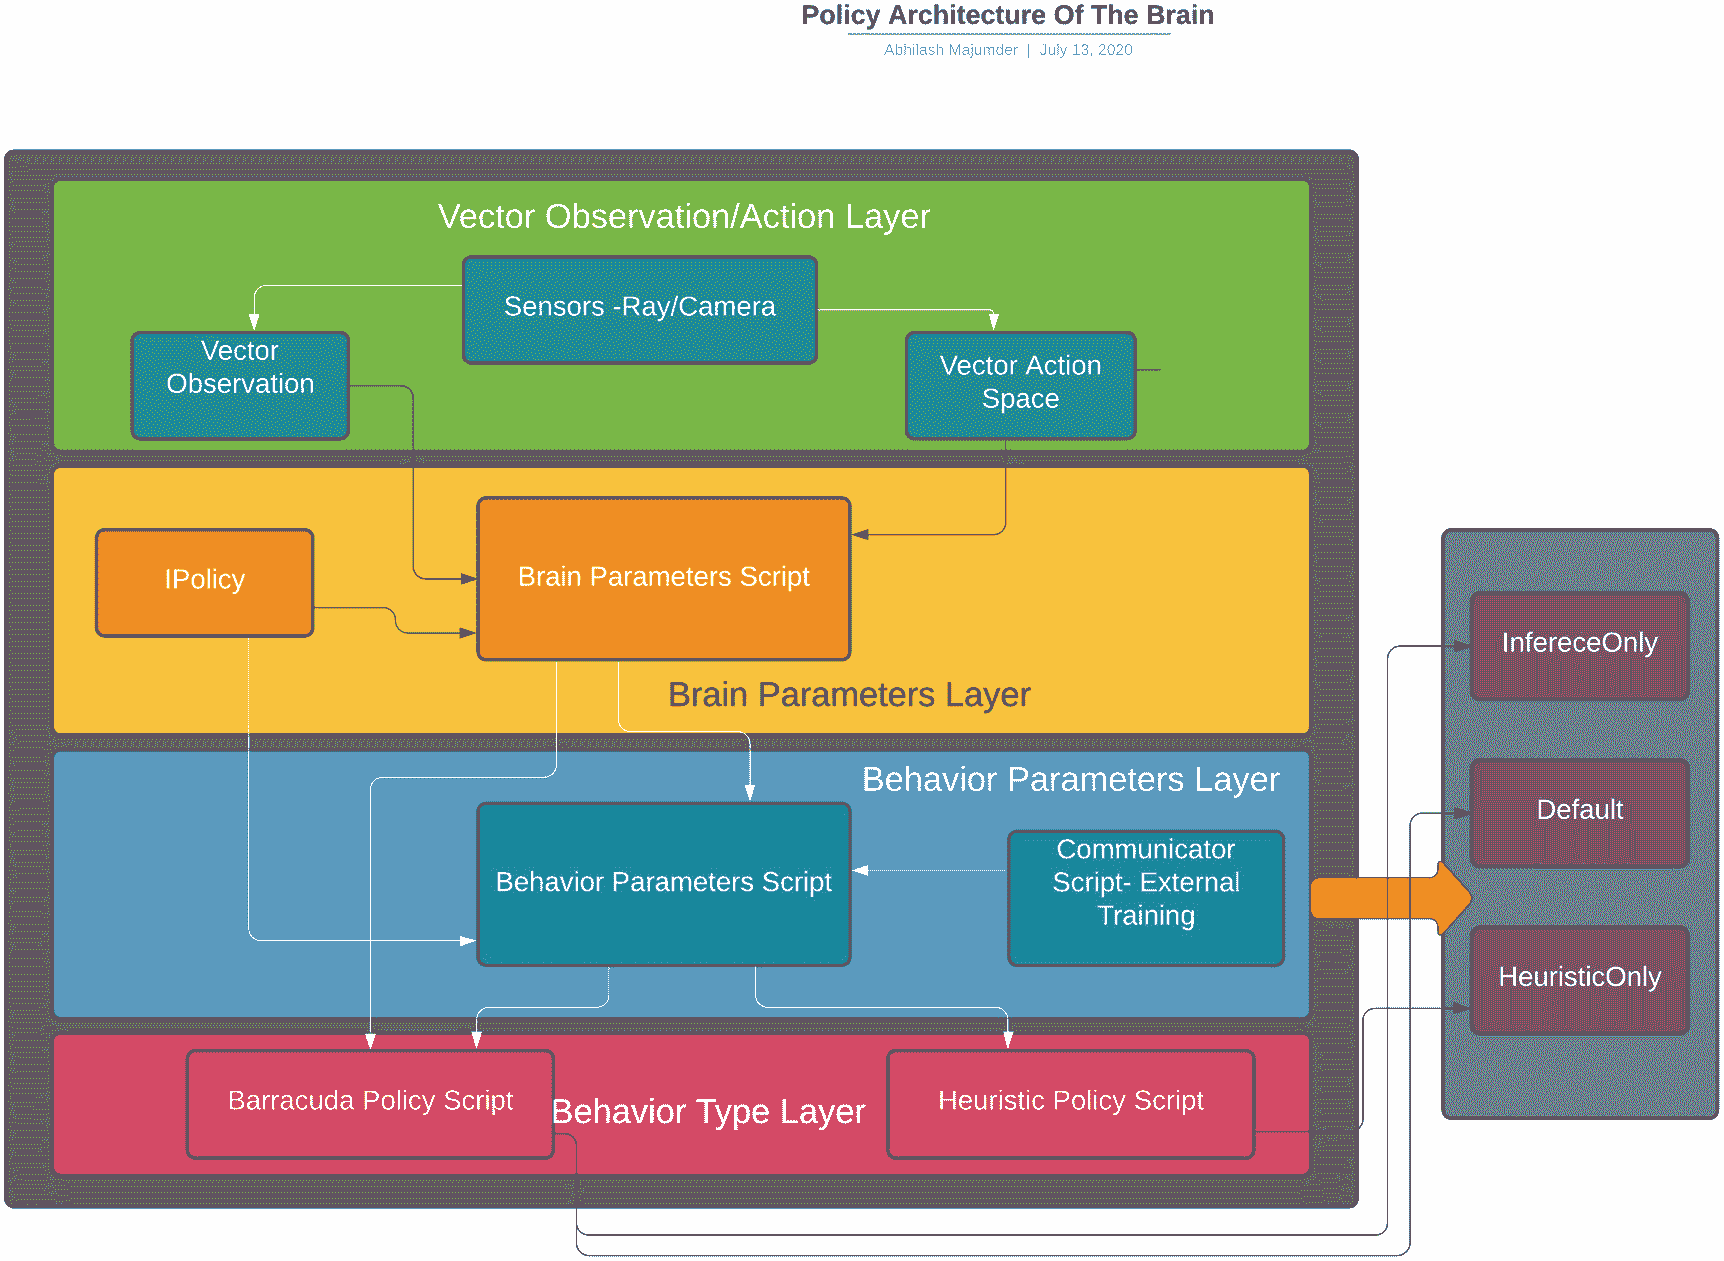 Policy Architecture Of The Brain
Abhilash Majumder | July 13, 2020
Vector Observation/Action Layer
Sensors -Ray/Camera
Vector
Observation
Vector Action
Space
IPolicy
Brain Parameters Script
Brain Parameters Layer
Behavior Parameters Layer
Behavior Parameters Script
Communicator
Script- External
Training
Barracuda Policy Script
Behavior Type Layer
Heuristic Policy Script
InfereceOnly
Default
HeuristicOnly